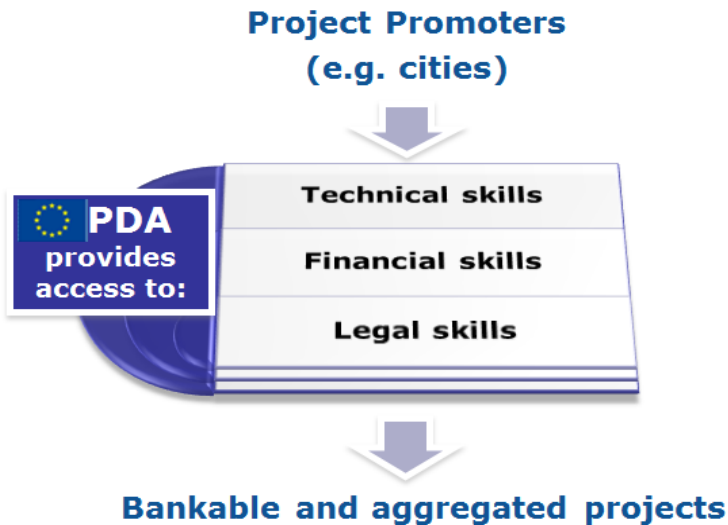 Project Promoters
(e.g. cities)
Technical skills
PDA
provides
access to:
Financial skills
Legal skills
Bankable and aggregated projects